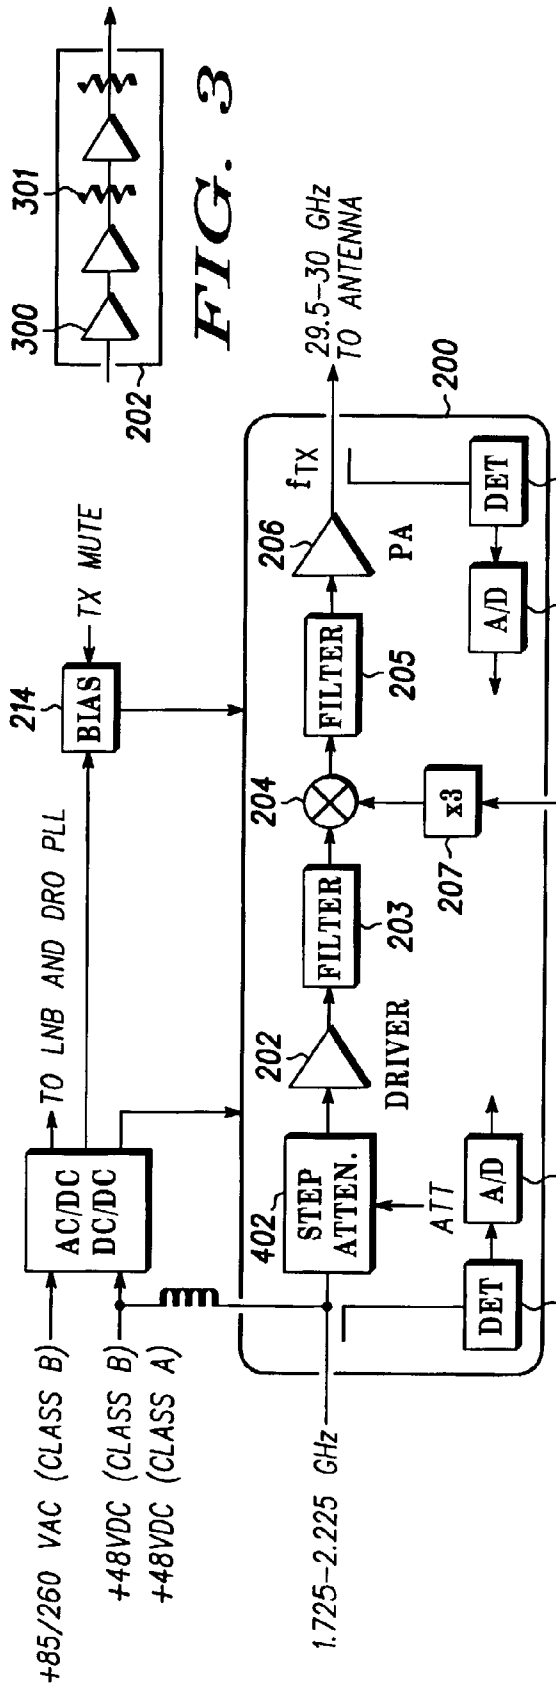 300
301
202
FIG. 3
+85/260 VAC (CLASS B)
+48VDC (CLASS B)
+48VDC (CLASS A)
AC/DC
DC/DC
TO LNB AND DRO PLL
214
BIAS
TX MUTE
1.725–2.225 GHz
402
STEP
ATTEN.
ATT
202
DRIVER
FILTER
203
204
x3
207
FILTER
205
206
PA
fTX
29.5–30 GHz
TO ANTENNA
200
DET
A/D
A/D
DET